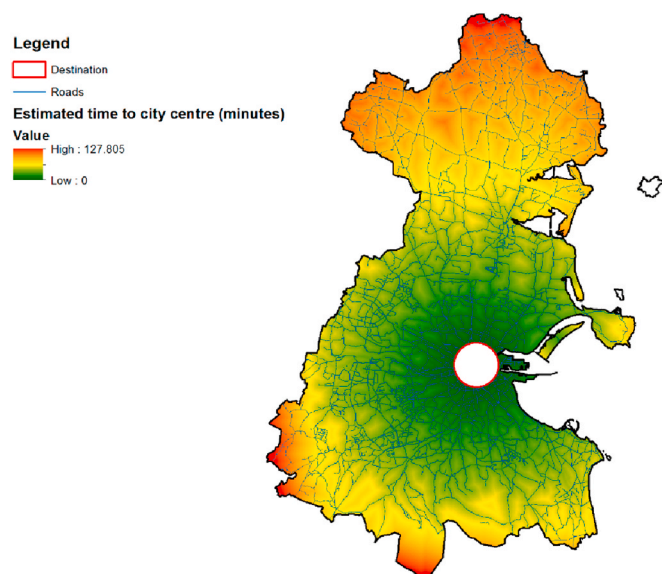 Legend
Destination
Roads
Estimated time to city centre (minutes)
Value
High : 127.805
Low : 0